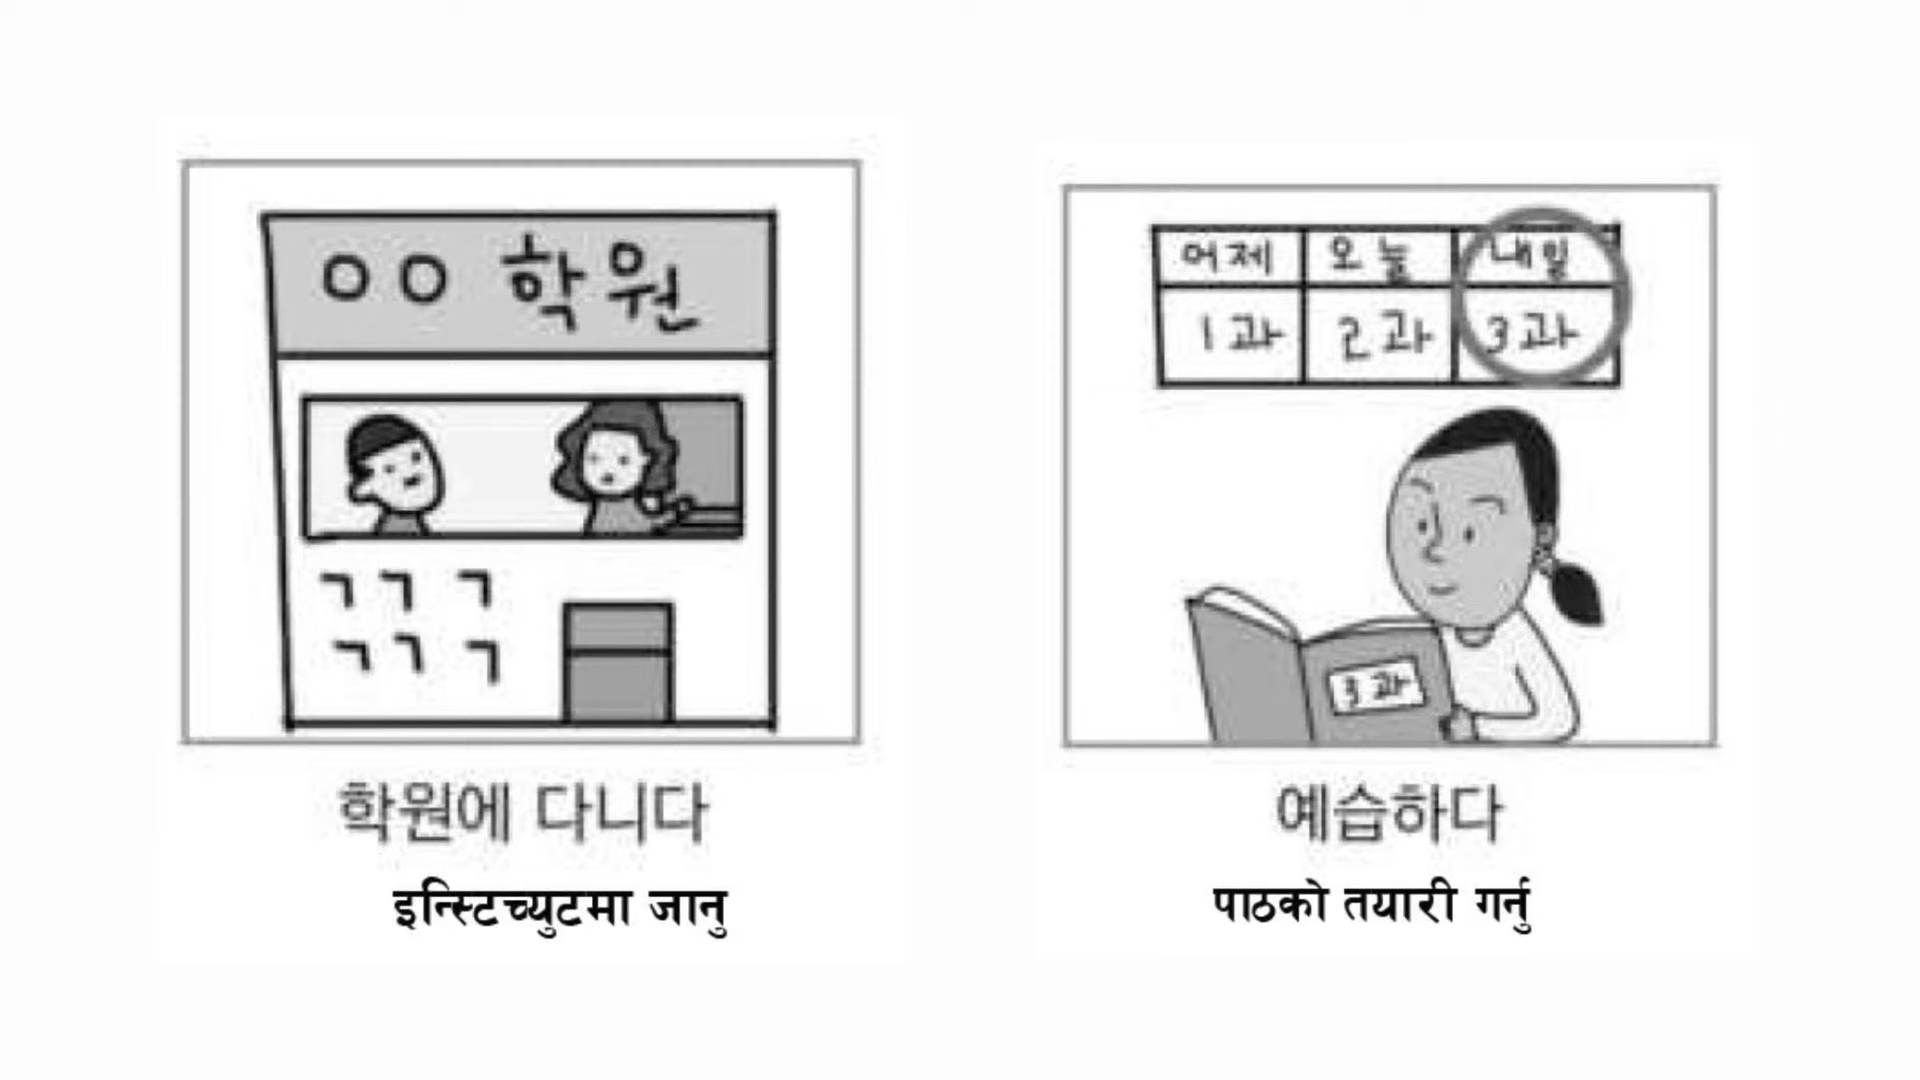 OO 학원
ㄱ ㄱ ㄱ
ㄱ ㄱ ㄱ
학원에 다니다
इन्स्टिच्युटमा जानु
어제 오늘 내일
1과 2과 3과
3과
예습하다
पाठको तयारी गर्नु